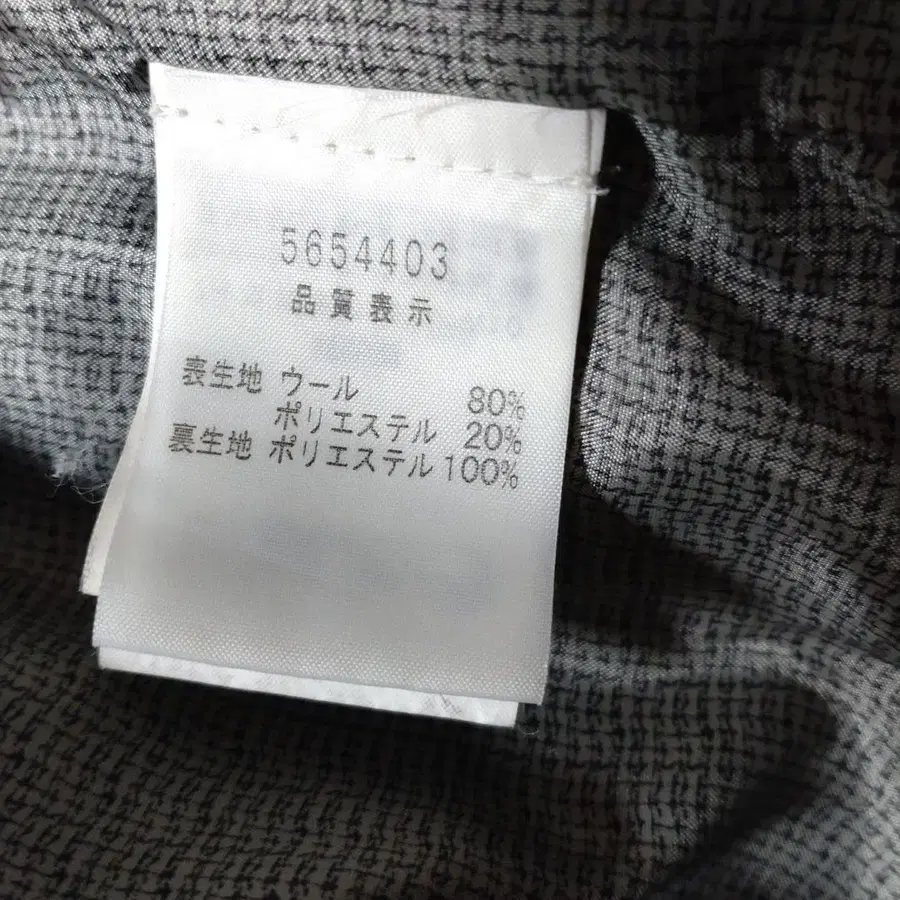 5654403
品質表示
表生地 ウール 80%
ポリエステル 20%
裏生地 ポリエステル 100%